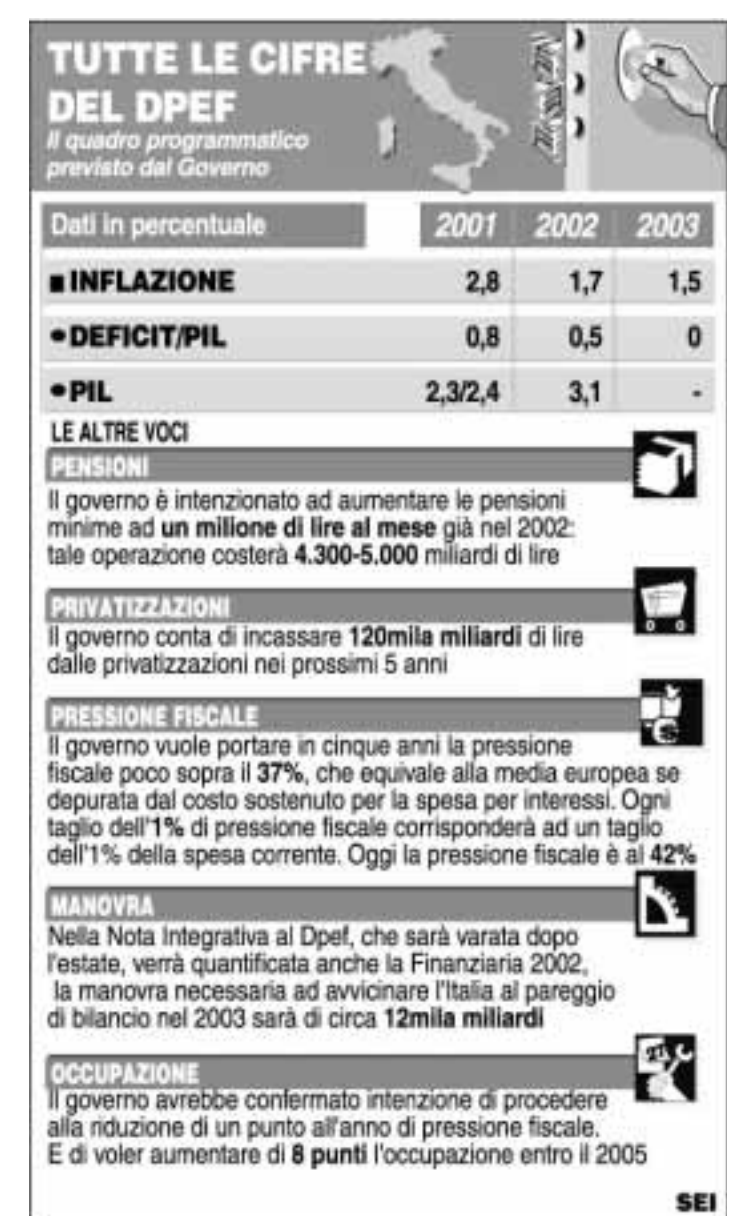 TUTTE LE CIFRE
DEL DPEF
Il quadro programmatico
previsto dal Governo
Dati in percentuale 2001 2002 2003
INFLAZIONE 2,8 1,7 1,5
DEFICIT/PIL 0,8 0,5 0
PIL 2,3/2,4 3,1 -
LE ALTRE VOCI
PENSIONI
Il governo è intenzionato ad aumentare le pensioni
minime ad un milione di lire al mese già nel 2002:
tale operazione costerà 4.300-5.000 miliardi di lire
PRIVATIZZAZIONI
Il governo conta di incassare 120mila miliardi di lire
dalle privatizzazioni nei prossimi 5 anni
PRESSIONE FISCALE
Il governo vuole portare in cinque anni la pressione
fiscale poco sopra il 37%, che equivale alla media europea se
depurata dal costo sostenuto per la spesa per interessi. Ogni
taglio dell'1% di pressione fiscale corrisponderà ad un taglio
dell'1% della spesa corrente. Oggi la pressione fiscale è al 42%
MANOVRA
Nella Nota Integrativa al Dpef, che sarà varata dopo
l'estate, verrà quantificata anche la Finanziaria 2002,
la manovra necessaria ad avvicinare l'Italia al pareggio
di bilancio nel 2003 sarà di circa 12mila miliardi
OCCUPAZIONE
Il governo avrebbe confermato intenzione di procedere
alla riduzione di un punto all'anno di pressione fiscale.
E di voler aumentare di 8 punti l'occupazione entro il 2005
SEI